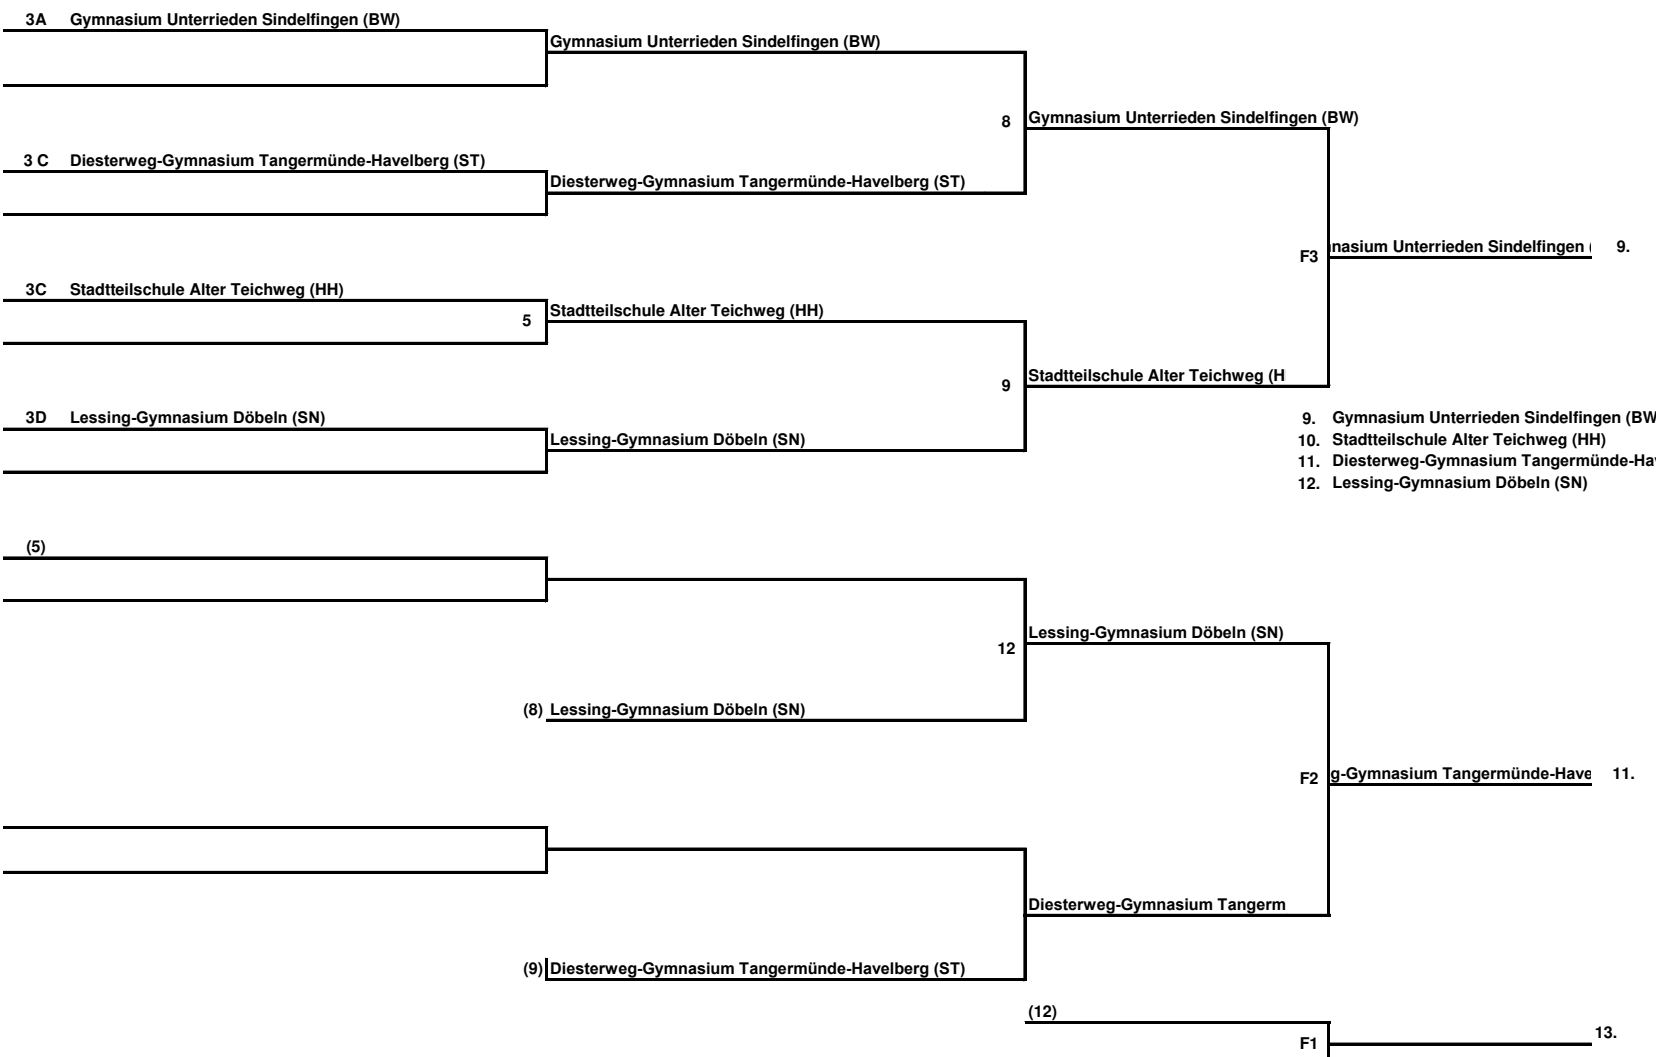 3A Gymnasium Unterrieden Sindelfingen (BW)
Gymnasium Unterrieden Sindelfingen (BW)
8 Gymnasium Unterrieden Sindelfingen (BW)
3 C Diesterweg-Gymnasium Tangermünde-Havelberg (ST)
Diesterweg-Gymnasium Tangermünde-Havelberg (ST)
F3 nasium Unterrieden Sindelfingen ( 9.
3C Stadtteilschule Alter Teichweg (HH)
5 Stadtteilschule Alter Teichweg (HH)
9 Stadtteilschule Alter Teichweg (H
3D Lessing-Gymnasium Döbeln (SN)
Lessing-Gymnasium Döbeln (SN)
9. Gymnasium Unterrieden Sindelfingen (BW
10. Stadtteilschule Alter Teichweg (HH)
11. Diesterweg-Gymnasium Tangermünde-Ha
12. Lessing-Gymnasium Döbeln (SN)
(5)
12 Lessing-Gymnasium Döbeln (SN)
(8) Lessing-Gymnasium Döbeln (SN)
F2 g-Gymnasium Tangermünde-Have 11.
Diesterweg-Gymnasium Tangerm
(9) Diesterweg-Gymnasium Tangermünde-Havelberg (ST)
(12)
F1 13.